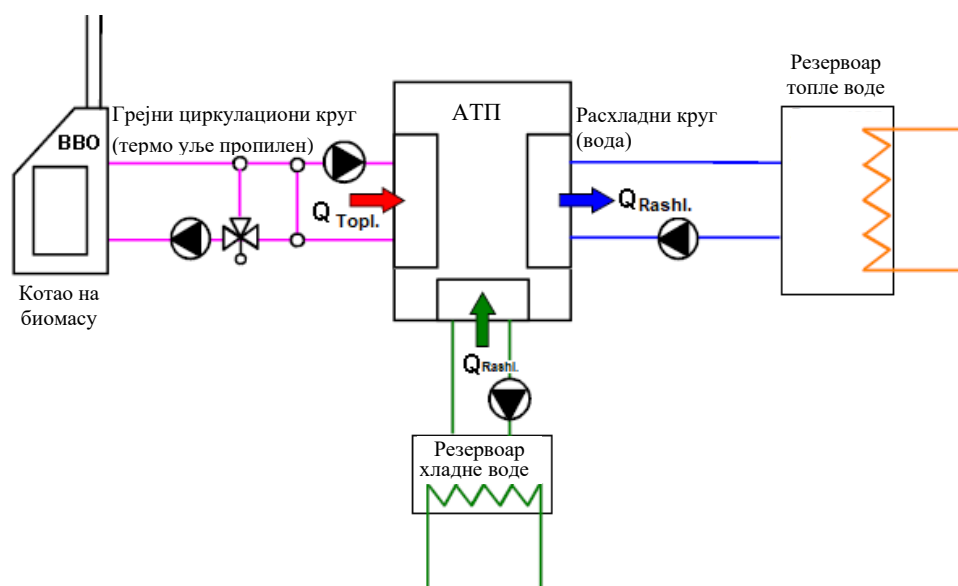 Грејни циркулациони круг
(термо уље пропилен)
ВВО
Котао на
биомасу
АТП
Q Topl.
Расхладни круг
(вода)
Q Rashl.
Резервоар
топле воде
Q Rashl.
Резервоар
хладне воде